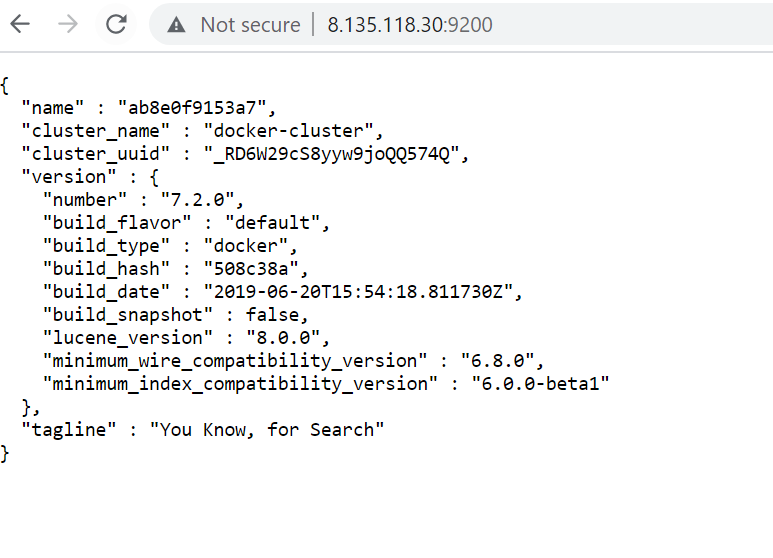 Not secure | 8.135.118.30:9200
{
  "name" : "ab8e0f9153a7",
  "cluster_name" : "docker-cluster",
  "cluster_uuid" : "_RD6W29cS8yyw9joQQ574Q",
  "version" : {
    "number" : "7.2.0",
    "build_flavor" : "default",
    "build_type" : "docker",
    "build_hash" : "508c38a",
    "build_date" : "2019-06-20T15:54:18.811730Z",
    "build_snapshot" : false,
    "lucene_version" : "8.0.0",
    "minimum_wire_compatibility_version" : "6.8.0",
    "minimum_index_compatibility_version" : "6.0.0-beta1"
  },
  "tagline" : "You Know, for Search"
}